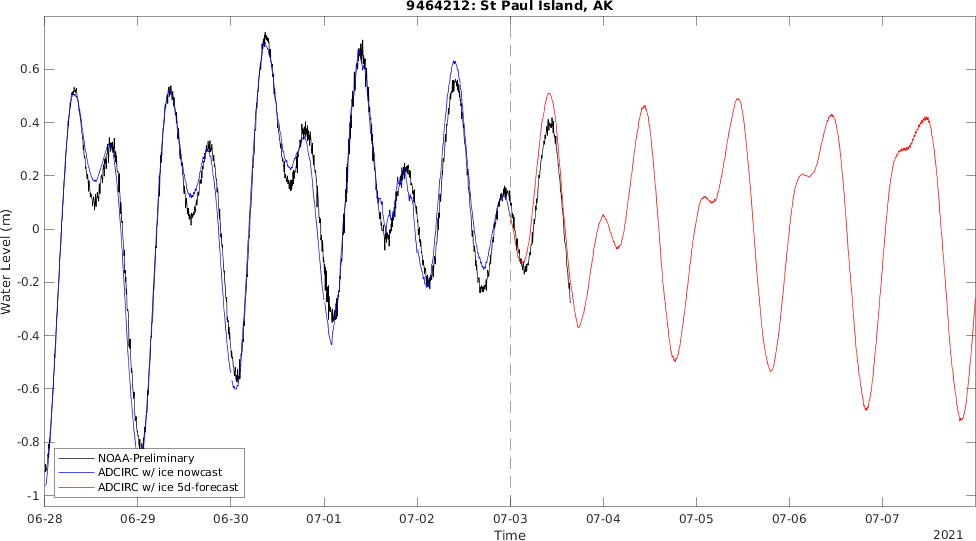 9464212: St Paul Island, AK
Water Level (m)
0.6
0.4
0.2
0
-0.2
-0.4
-0.6
-0.8
-1
NOAA-Preliminary
ADCIRC w/ ice nowcast
ADCIRC w/ ice 5d-forecast
06-28 06-29 06-30 07-01 07-02 07-03 07-04 07-05 07-06 07-07
Time
2021